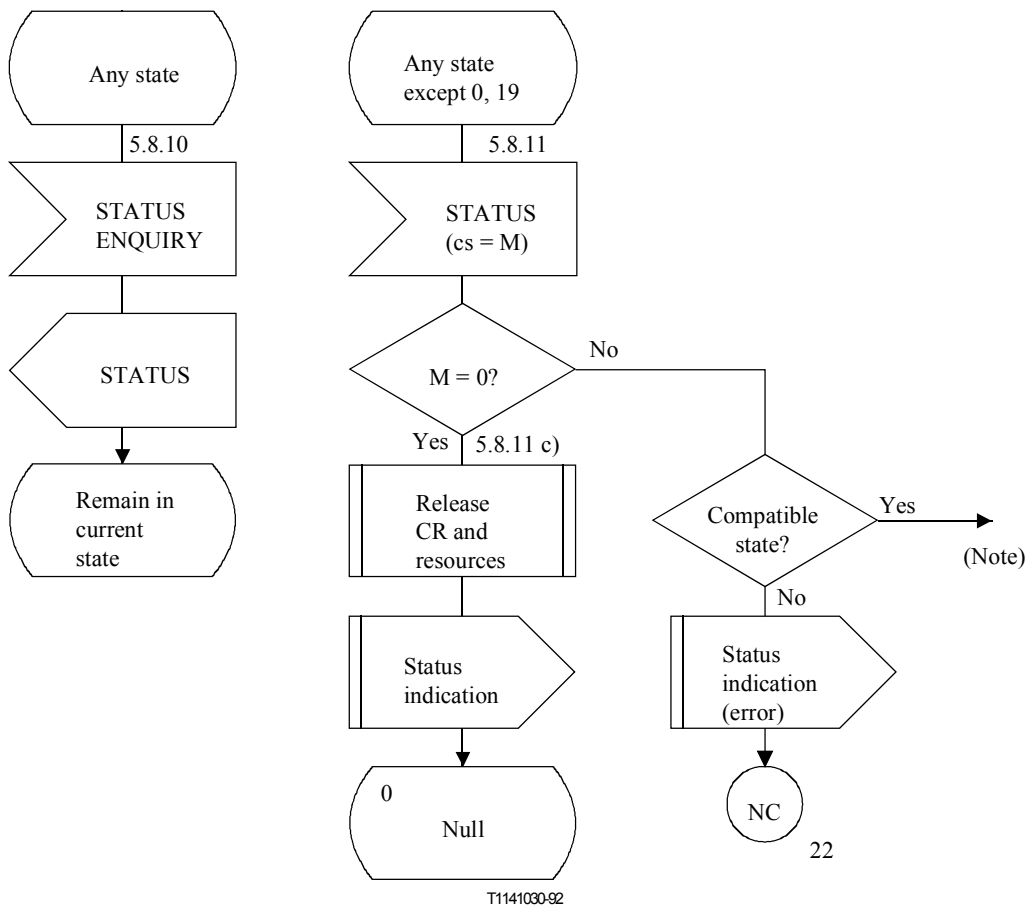 Any state
5.8.10
STATUS
ENQUIRY
STATUS
Remain in
current
state
Any state
except 0, 19
5.8.11
STATUS
(cs = M)
M = 0?
No
Yes
5.8.11 c)
Release
CR and
resources
Status
indication
0
Null
Compatible
state?
Yes
(Note)
No
Status
indication
(error)
NC
22
T1141030-92